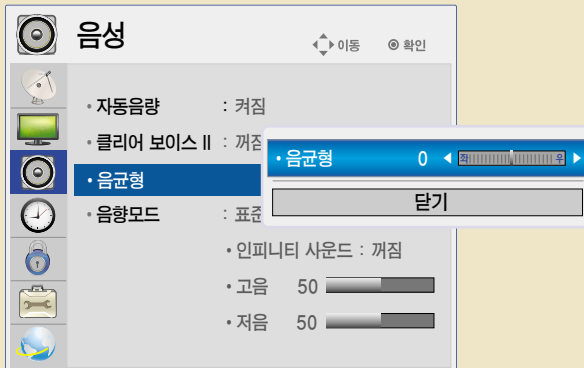 음성
이동 확인
• 자동음량 : 켜짐
• 클리어 보이스 II : 꺼짐
• 음균형
• 음균형 0 좌 우
닫기
• 음향모드 : 표준
• 인피니티 사운드 : 꺼짐
• 고음 50
• 저음 50